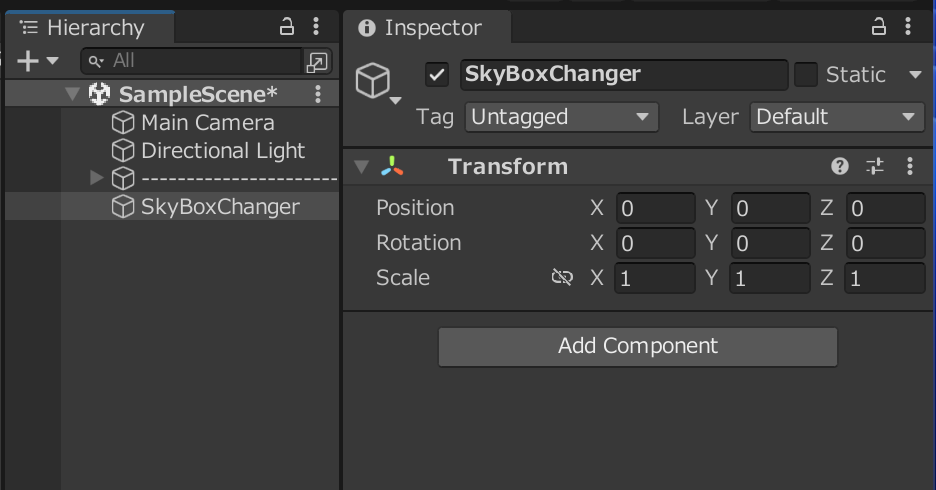 Hierarchy
All
SampleScene*
Main Camera
Directional Light
----------------------
SkyBoxChanger
Inspector
SkyBoxChanger
Static
Tag Untagged Layer Default
Transform
Position X 0 Y 0 Z 0
Rotation X 0 Y 0 Z 0
Scale X 1 Y 1 Z 1
Add Component